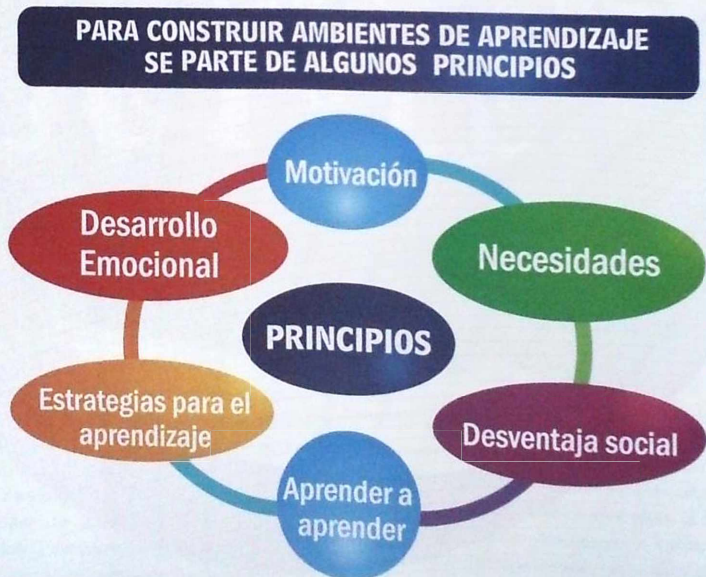 PARA CONSTRUIR AMBIENTES DE APRENDIZAJE
SE PARTE DE ALGUNOS PRINCIPIOS
Motivación
Desarrollo
Emocional
Necesidades
PRINCIPIOS
Estrategias para el
aprendizaje
Desventaja social
Aprender a
aprender